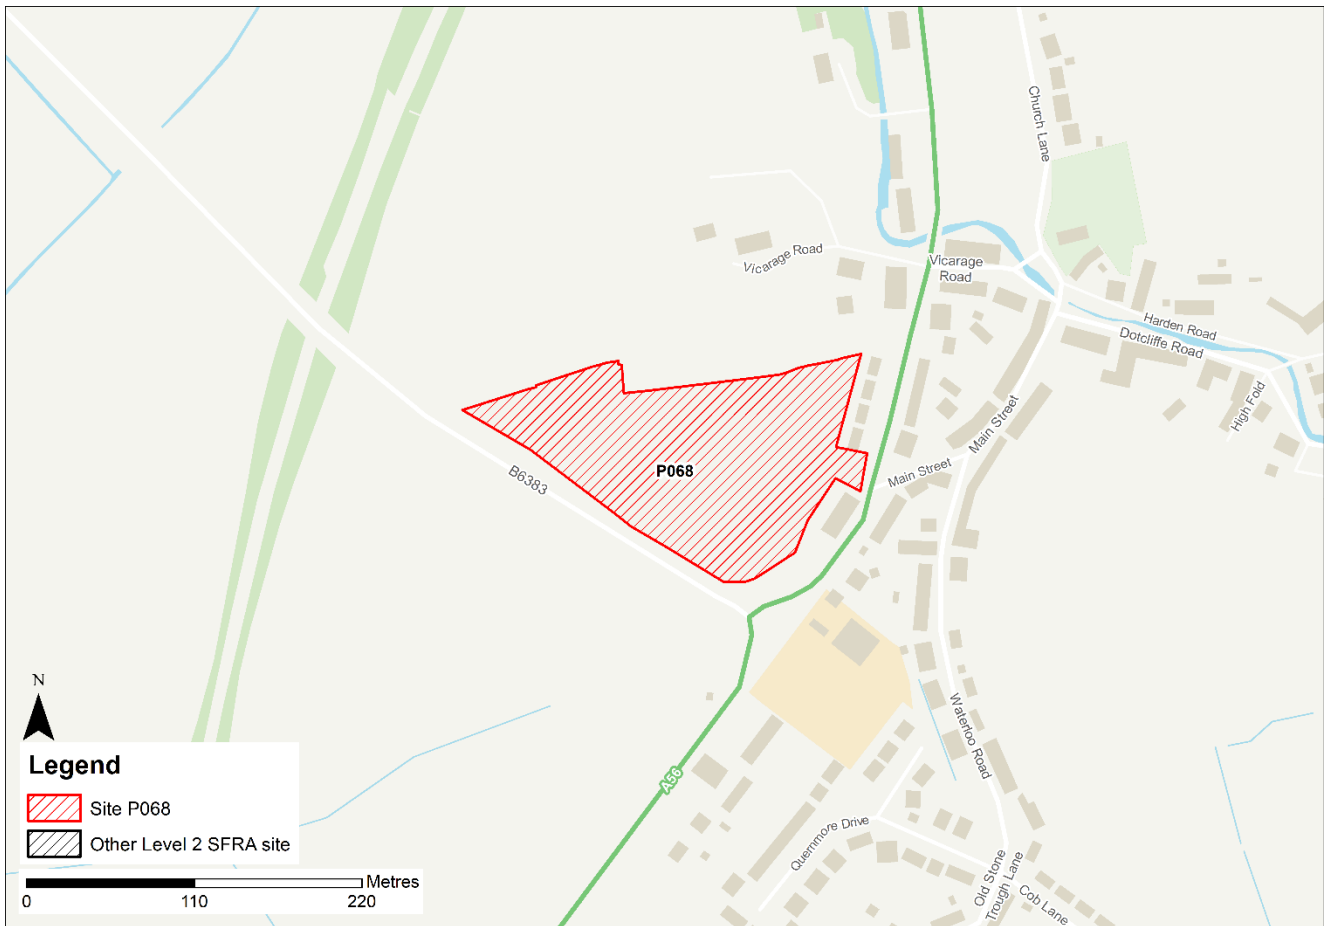 Church Lane
Vicarage Road
Vicarage
Road
Harden Road
Dotcliffe Road
High Fold
Main Street
Main Street
P068
B6383
Waterloo Road
A56
Quernmore Drive
Old Stone
Trough Lane
Cob Lane
N
Legend
Site P068
Other Level 2 SFRA site
Metres
0 110 220